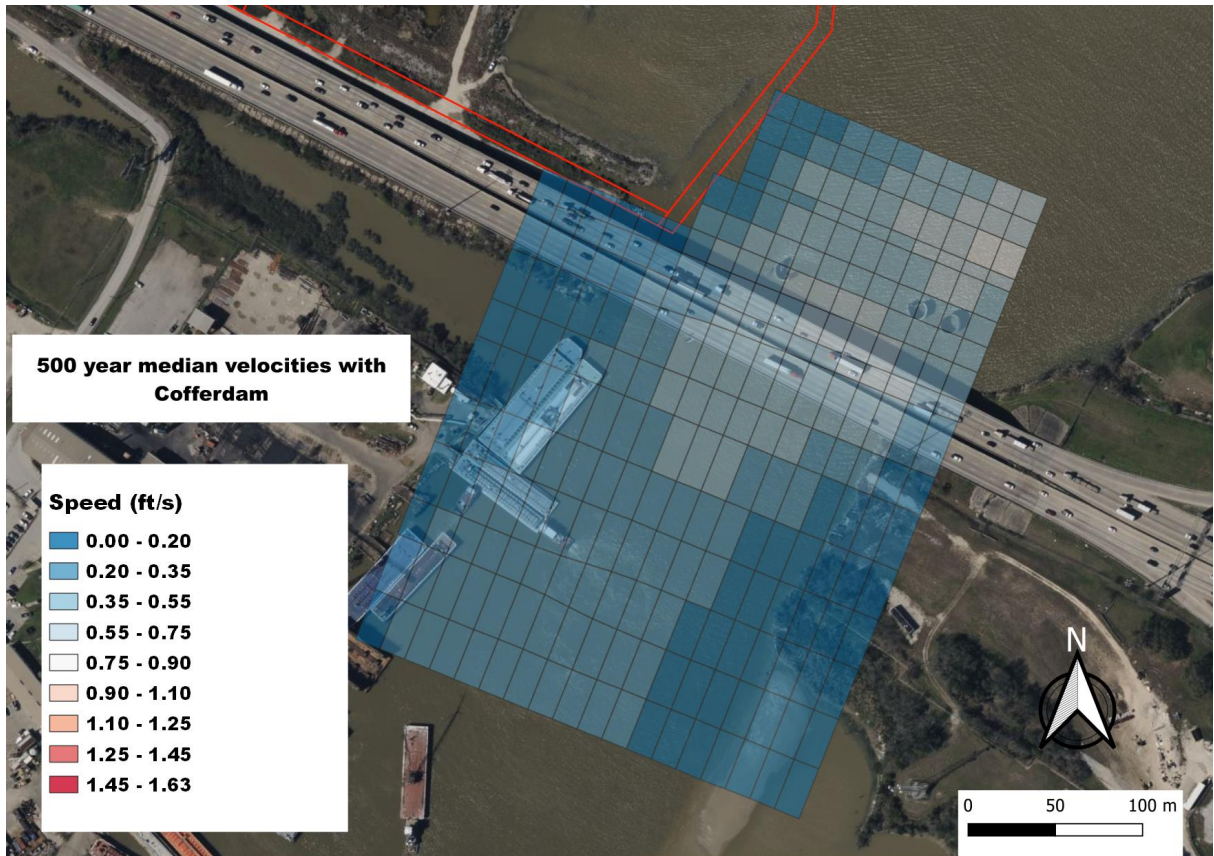 500 year median velocities with
Cofferdam
Speed (ft/s)
0.00 - 0.20
0.20 - 0.35
0.35 - 0.55
0.55 - 0.75
0.75 - 0.90
0.90 - 1.10
1.10 - 1.25
1.25 - 1.45
1.45 - 1.63
N
0 50 100 m